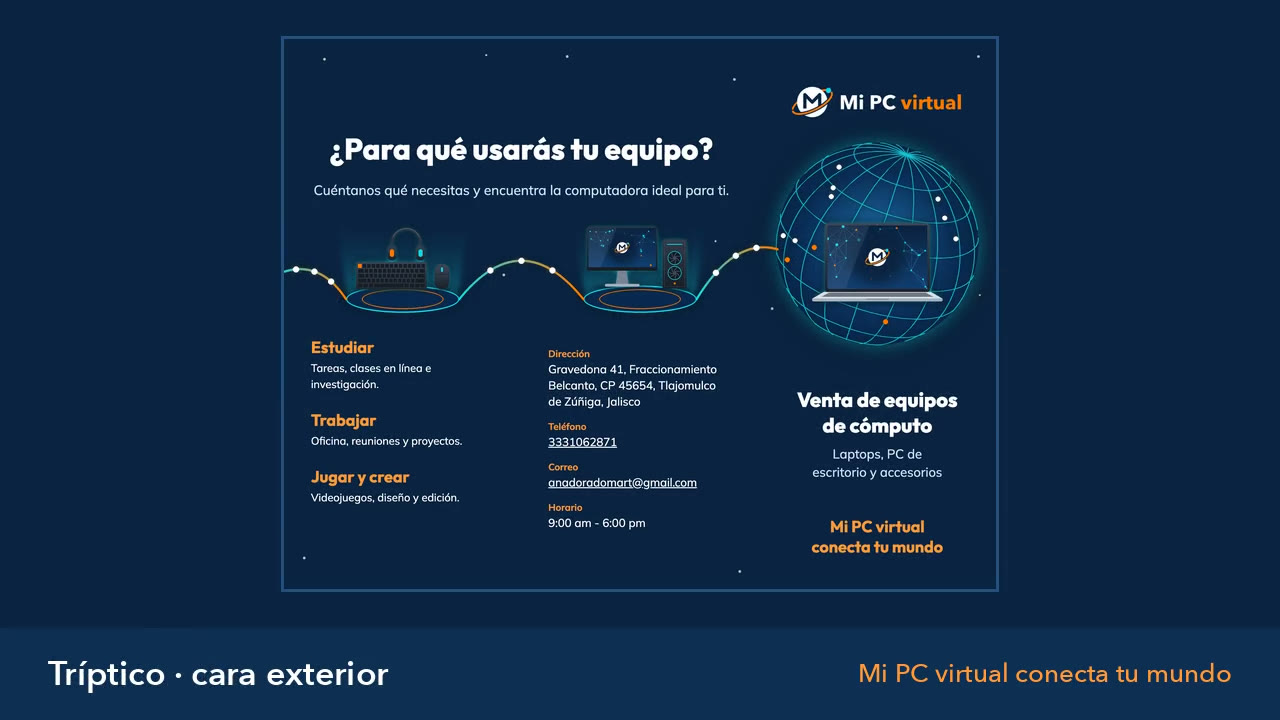 Mi PC virtual
¿Para qué usarás tu equipo?
Cuéntanos qué necesitas y encuentra la computadora ideal para ti.
Estudiar
Tareas, clases en línea e
investigación.
Trabajar
Oficina, reuniones y proyectos.
Jugar y crear
Videojuegos, diseño y edición.
Dirección
Gravedona 41, Fraccionamiento
Belcanto, CP 45654, Tlajomulco
de Zúñiga, Jalisco
Teléfono
3331062871
Correo
anadoradomart@gmail.com
Horario
9:00 am - 6:00 pm
Venta de equipos
de cómputo
Laptops, PC de
escritorio y accesorios
Mi PC virtual
conecta tu mundo
Tríptico · cara exterior
Mi PC virtual conecta tu mundo